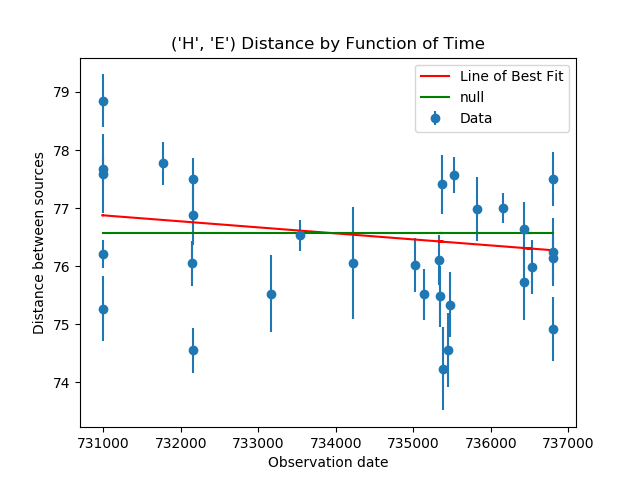 ('H', 'E') Distance by Function of Time
Line of Best Fit
null
Data
Distance between sources
79
78
77
76
75
74
731000 732000 733000 734000 735000 736000 737000
Observation date